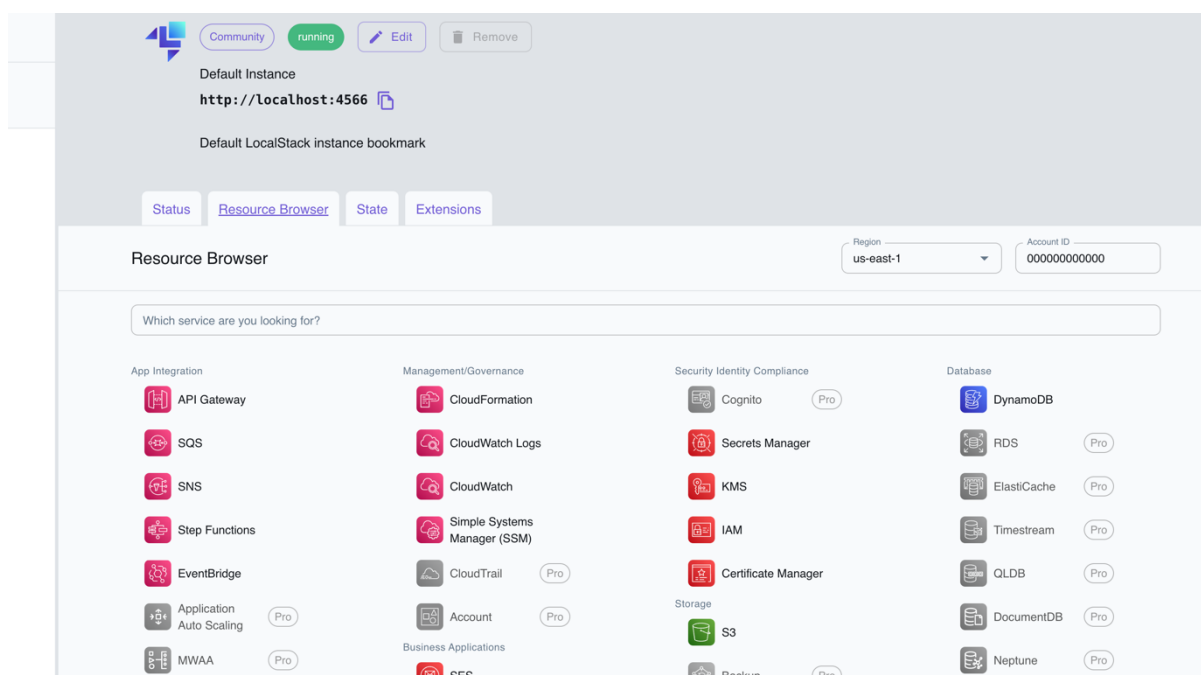 Community
running
Edit
Remove
Default Instance
http://localhost:4566
Default LocalStack instance bookmark
Status
Resource Browser
State
Extensions
Resource Browser
Region
us-east-1
Account ID
000000000000
Which service are you looking for?
App Integration
API Gateway
SQS
SNS
Step Functions
EventBridge
Application
Auto Scaling
Pro
MWAA
Pro
Management/Governance
CloudFormation
CloudWatch Logs
CloudWatch
Simple Systems
Manager (SSM)
CloudTrail
Pro
Account
Pro
Business Applications
SES
Security Identity Compliance
Cognito
Pro
Secrets Manager
KMS
IAM
Certificate Manager
Storage
S3
Backup
Pro
Database
DynamoDB
RDS
Pro
ElastiCache
Pro
Timestream
Pro
QLDB
Pro
DocumentDB
Pro
Neptune
Pro